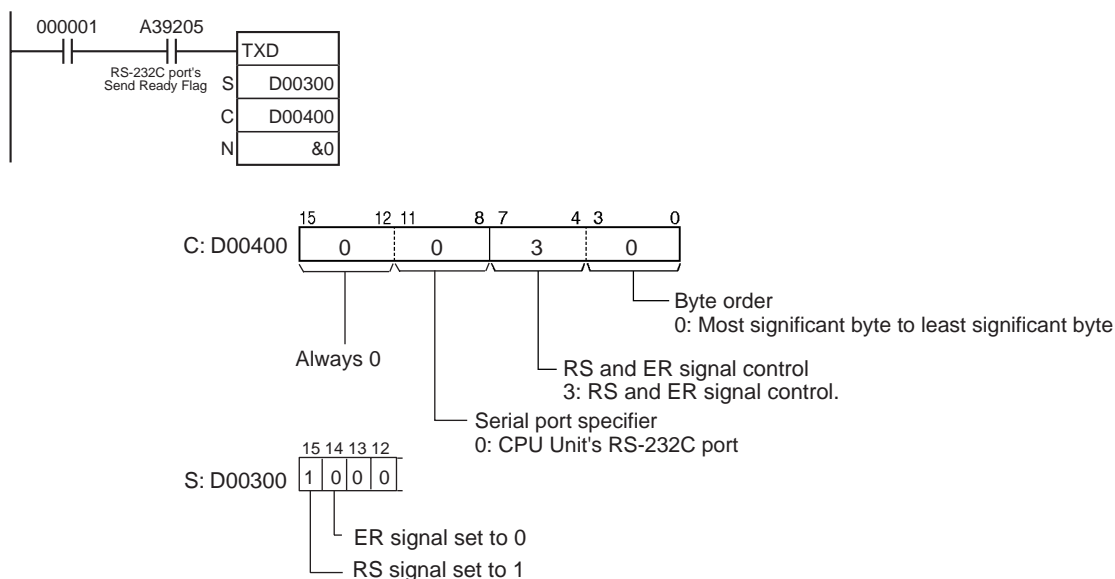 000001 A39205
TXD
RS-232C port's
Send Ready Flag
S D00300
C D00400
N &0
15 12 11 8 7 4 3 0
C: D00400 0 0 3 0
Byte order
0: Most significant byte to least significant byte
Always 0
RS and ER signal control
3: RS and ER signal control.
Serial port specifier
0: CPU Unit's RS-232C port
15 14 13 12
S: D00300 1 0 0 0
ER signal set to 0
RS signal set to 1